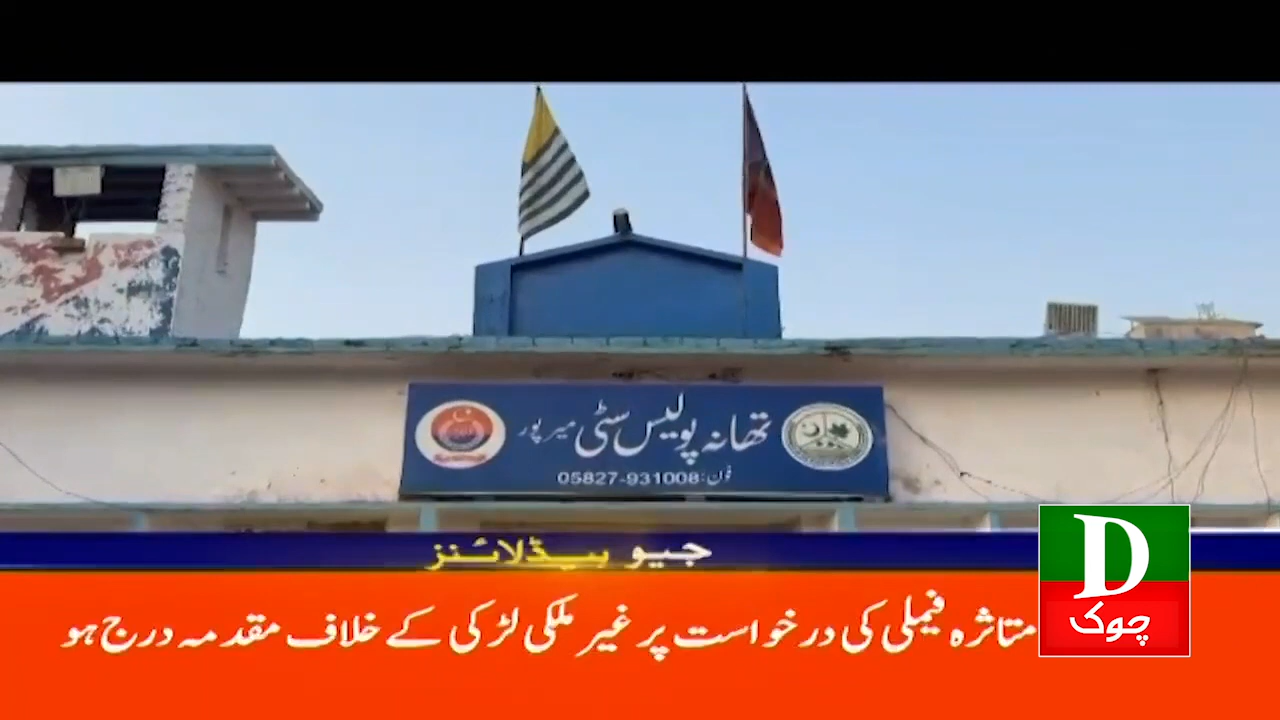 تھانہ پولیس سٹی میرپور
فون: 05827-931008
جیو ہیڈلائنز
متاثرہ فیملی کی درخواست پر غیر ملکی لڑکی کے خلاف مقدمہ درج ہو
D
چوک